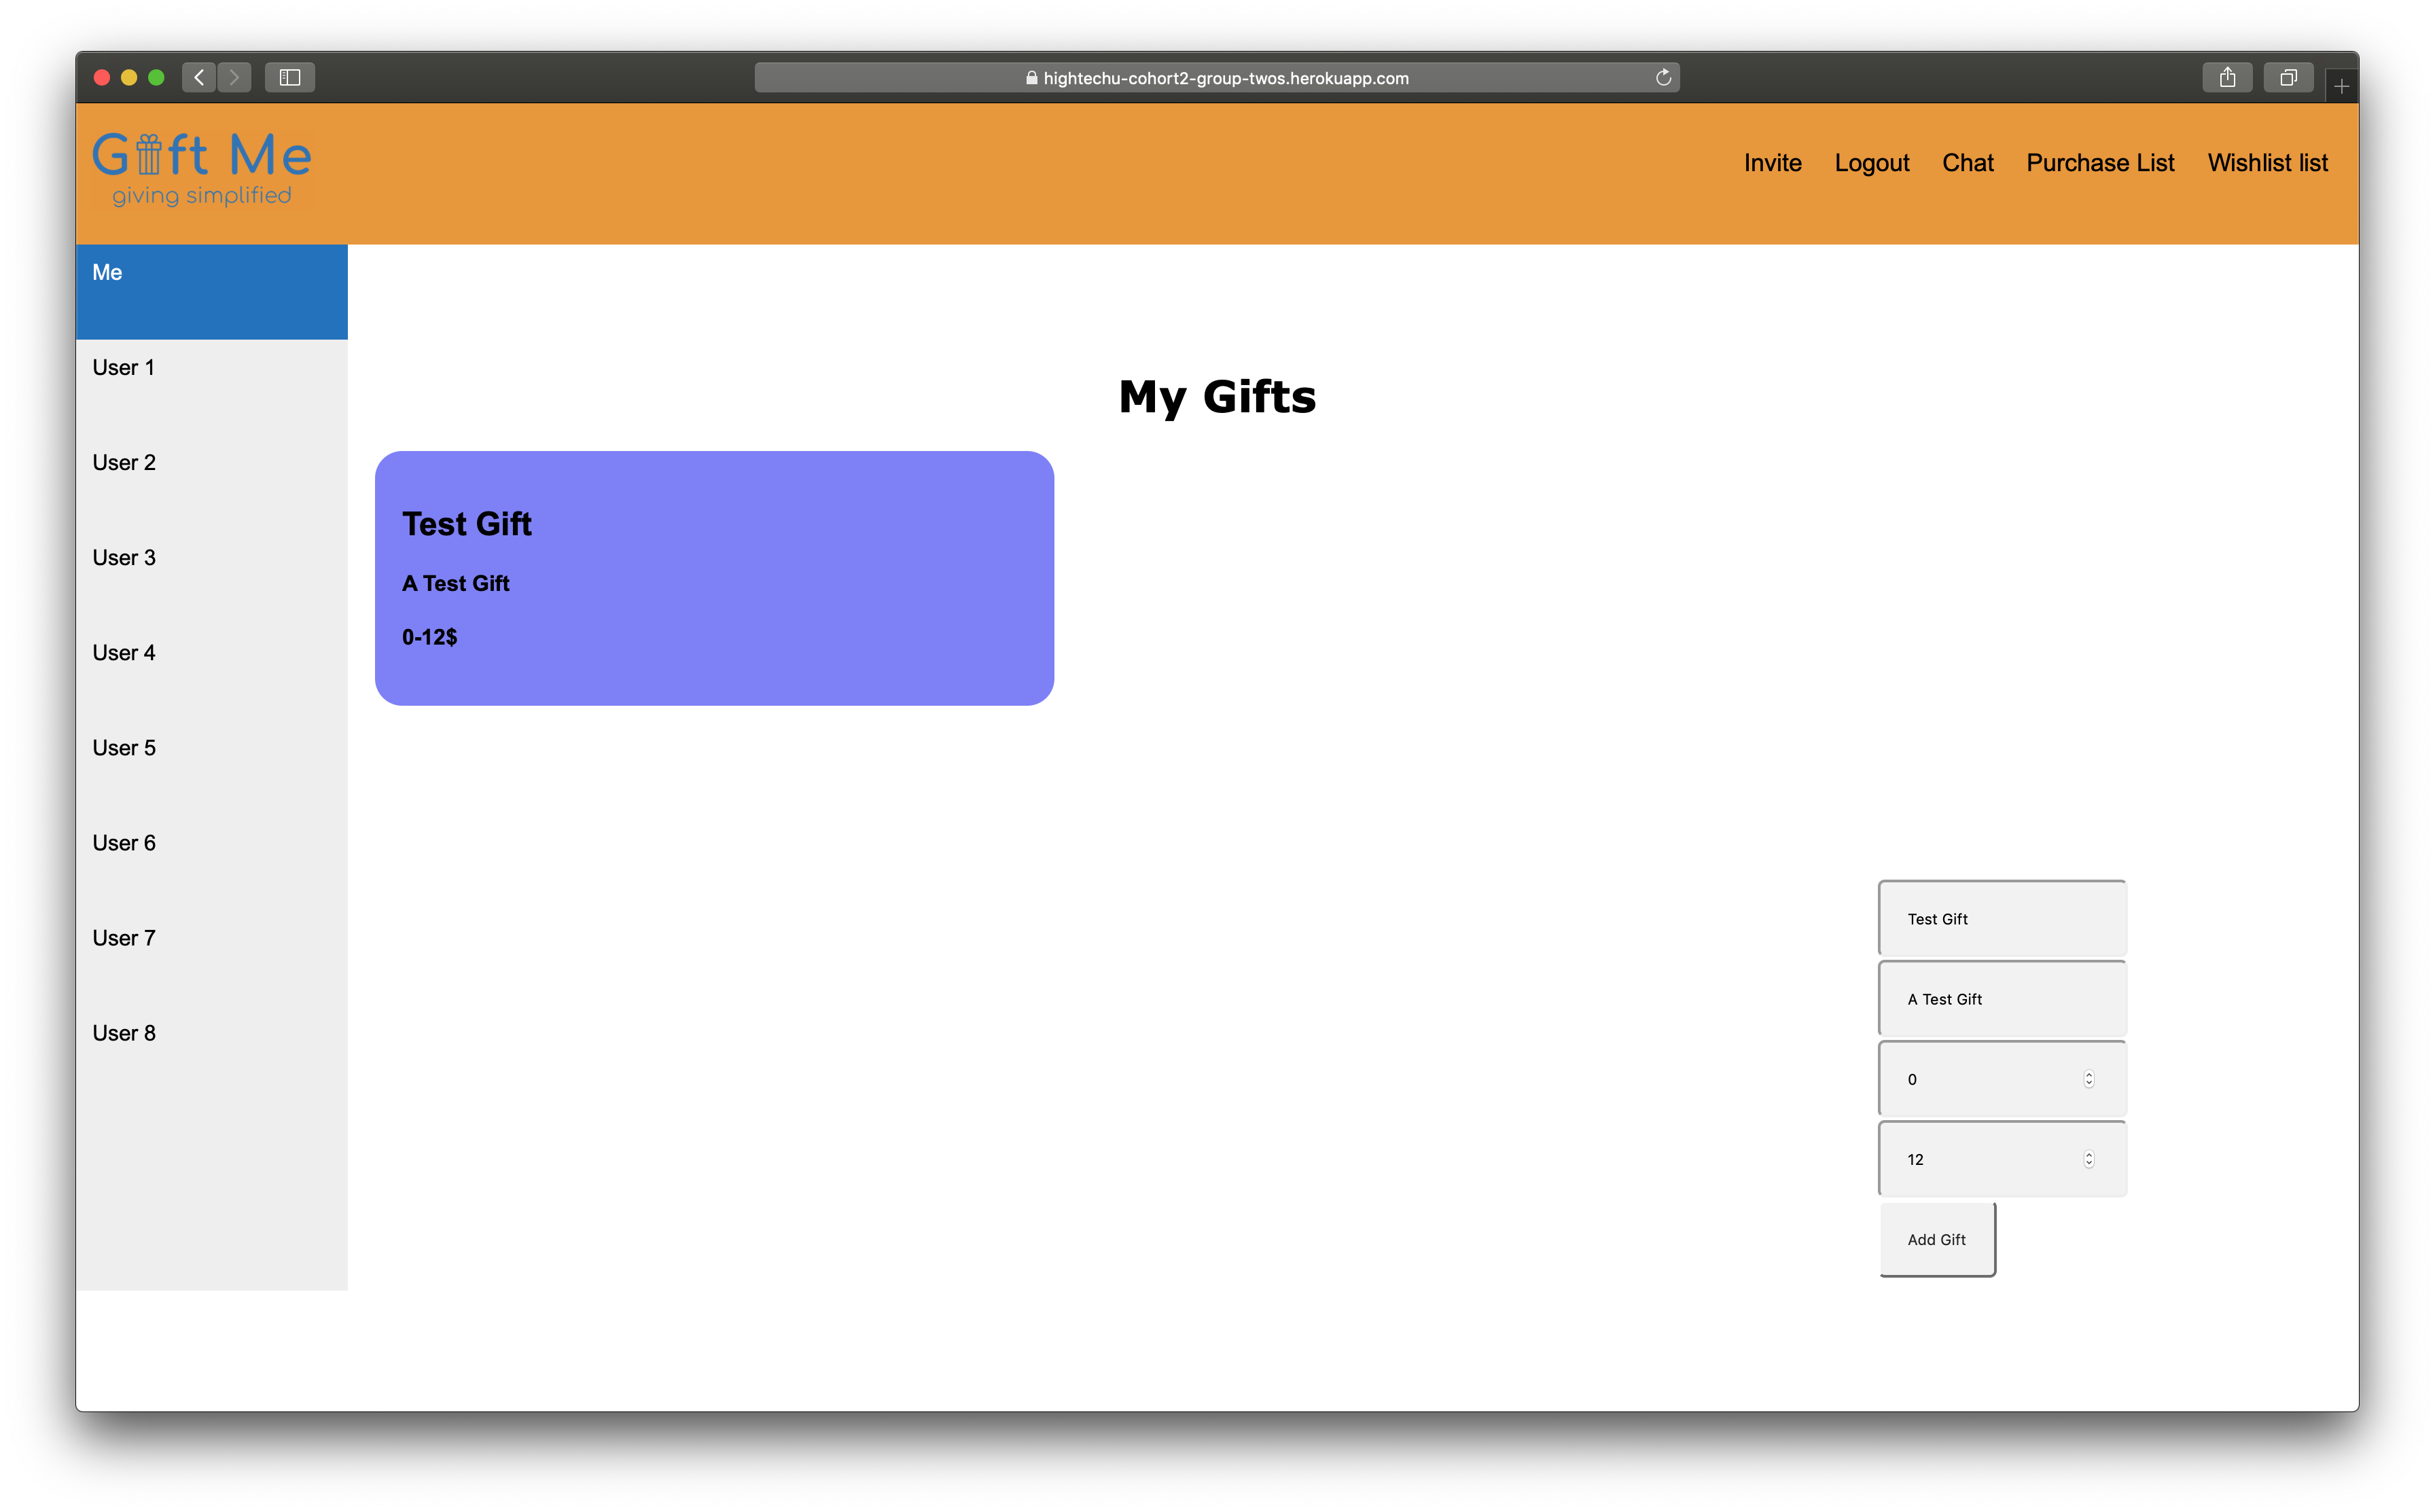 hightechu-cohort2-group-twos.herokuapp.com
Gift Me
giving simplified
Invite Logout Chat Purchase List Wishlist list
Me
User 1
User 2
User 3
User 4
User 5
User 6
User 7
User 8
My Gifts
Test Gift
A Test Gift
0-12$
Test Gift
A Test Gift
0
12
Add Gift